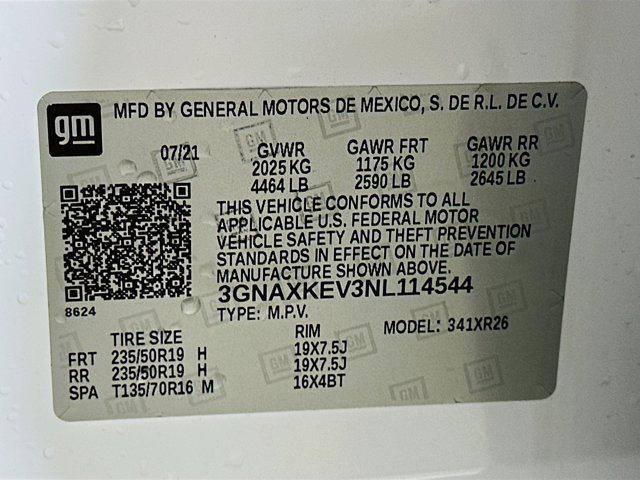 gm
MFD BY GENERAL MOTORS DE MEXICO, S. DE R.L. DE C.V.
07/21 GVWR GAWR FRT GAWR RR
2025 KG 1175 KG 1200 KG
4464 LB 2590 LB 2645 LB
THIS VEHICLE CONFORMS TO ALL
APPLICABLE U.S. FEDERAL MOTOR
VEHICLE SAFETY AND THEFT PREVENTION
STANDARDS IN EFFECT ON THE DATE OF
MANUFACTURE SHOWN ABOVE.
3GNAXKEV3NL114544
8624
TYPE: M.P.V.
TIRE SIZE RIM MODEL: 341XR26
FRT 235/50R19 H 19X7.5J
RR 235/50R19 H 19X7.5J
SPA T135/70R16 M 16X4BT